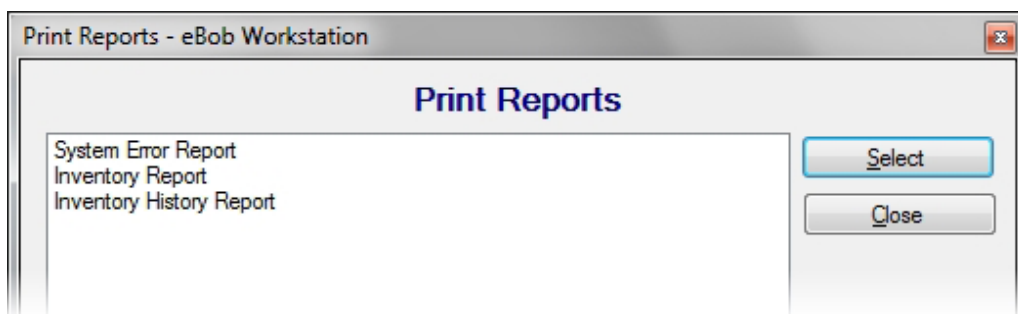 Print Reports - eBob Workstation
Print Reports
System Error Report
Inventory Report
Inventory History Report
Select
Close